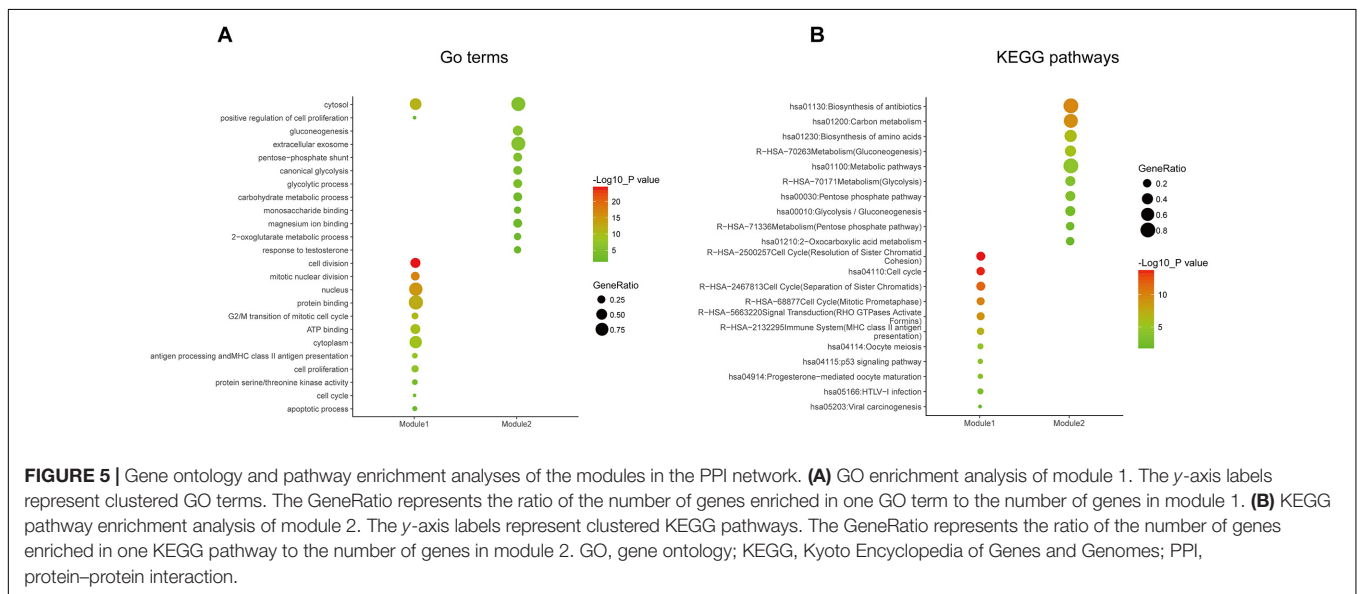 A
Go terms
cytosol
positive regulation of cell proliferation
gluconeogenesis
extracellular exosome
pentose−phosphate shunt
canonical glycolysis
glycolytic process
carbohydrate metabolic process
monosaccharide binding
magnesium ion binding
2−oxoglutarate metabolic process
response to testosterone
cell division
mitotic nuclear division
nucleus
protein binding
G2/M transition of mitotic cell cycle
ATP binding
cytoplasm
antigen processing andMHC class II antigen presentation
cell proliferation
protein serine/threonine kinase activity
cell cycle
apoptotic process
Module1
Module2
-Log10_P value
20
15
10
5
GeneRatio
0.25
0.50
0.75
B
KEGG pathways
hsa01130:Biosynthesis of antibiotics
hsa01200:Carbon metabolism
hsa01230:Biosynthesis of amino acids
R−HSA−70263Metabolism(Gluconeogenesis)
hsa01100:Metabolic pathways
R−HSA−70171Metabolism(Glycolysis)
hsa00030:Pentose phosphate pathway
hsa00010:Glycolysis / Gluconeogenesis
R−HSA−71336Metabolism(Pentose phosphate pathway)
hsa01210:2−Oxocarboxylic acid metabolism
R−HSA−2500257Cell Cycle(Resolution of Sister Chromatid
Cohesion)
hsa04110:Cell cycle
R−HSA−2467813Cell Cycle(Separation of Sister Chromatids)
R−HSA−68877Cell Cycle(Mitotic Prometaphase)
R−HSA−5663220Signal Transduction(RHO GTPases Activate
Formins)
R−HSA−2132295Immune System(MHC class II antigen
presentation)
hsa04114:Oocyte meiosis
hsa04115:p53 signaling pathway
hsa04914:Progesterone−mediated oocyte maturation
hsa05166:HTLV−I infection
hsa05203:Viral carcinogenesis
Module1
Module2
GeneRatio
0.2
0.4
0.6
0.8
-Log10_P value
10
5
FIGURE 5 | Gene ontology and pathway enrichment analyses of the modules in the PPI network. (A) GO enrichment analysis of module 1. The y-axis labels
represent clustered GO terms. The GeneRatio represents the ratio of the number of genes enriched in one GO term to the number of genes in module 1. (B) KEGG
pathway enrichment analysis of module 2. The y-axis labels represent clustered KEGG pathways. The GeneRatio represents the ratio of the number of genes
enriched in one KEGG pathway to the number of genes in module 2. GO, gene ontology; KEGG, Kyoto Encyclopedia of Genes and Genomes; PPI,
protein–protein interaction.